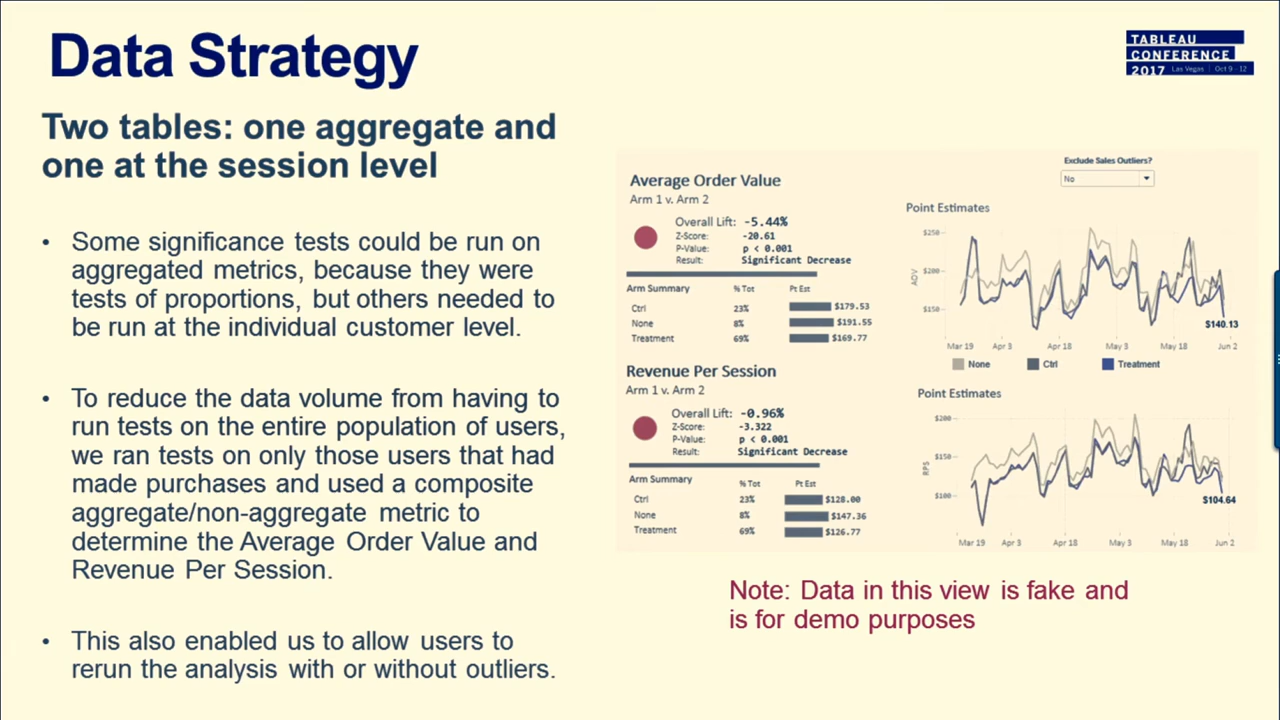 Data Strategy
TABLEAU
CONFERENCE
2017 Las Vegas | Oct 9 - 12
Two tables: one aggregate and
one at the session level
• Some significance tests could be run on
aggregated metrics, because they were
tests of proportions, but others needed to
be run at the individual customer level.
• To reduce the data volume from having to
run tests on the entire population of users,
we ran tests on only those users that had
made purchases and used a composite
aggregate/non-aggregate metric to
determine the Average Order Value and
Revenue Per Session.
• This also enabled us to allow users to
rerun the analysis with or without outliers.
Exclude Sales Outliers?
No
Average Order Value
Arm 1 v. Arm 2
Overall Lift: -5.44%
Z-Score: -20.61
P-Value: p < 0.001
Result: Significant Decrease
Arm Summary % Tot Pt Est
Ctrl 23% $179.53
None 8% $191.55
Treatment 69% $169.77
Point Estimates
$250
$200
$150
AOV
$140.13
Mar 19 Apr 3 Apr 18 May 3 May 18 Jun 2
None Ctrl Treatment
Revenue Per Session
Arm 1 v. Arm 2
Overall Lift: -0.96%
Z-Score: -3.322
P-Value: p < 0.001
Result: Significant Decrease
Arm Summary % Tot Pt Est
Ctrl 23% $128.00
None 8% $147.36
Treatment 69% $126.77
Point Estimates
$200
$150
$100
RPS
$104.64
Mar 19 Apr 3 Apr 18 May 3 May 18 Jun 2
Note: Data in this view is fake and
is for demo purposes